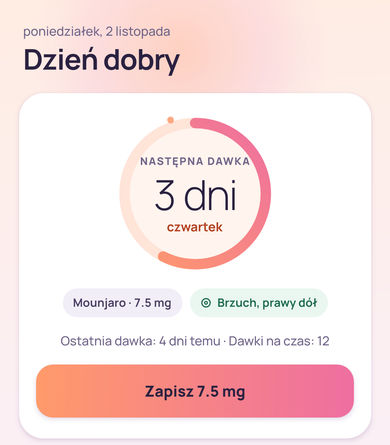 poniedziałek, 2 listopada
Dzień dobry
NASTĘPNA DAWKA
3 dni
czwartek
Mounjaro · 7.5 mg
Brzuch, prawy dół
Ostatnia dawka: 4 dni temu · Dawki na czas: 12
Zapisz 7.5 mg